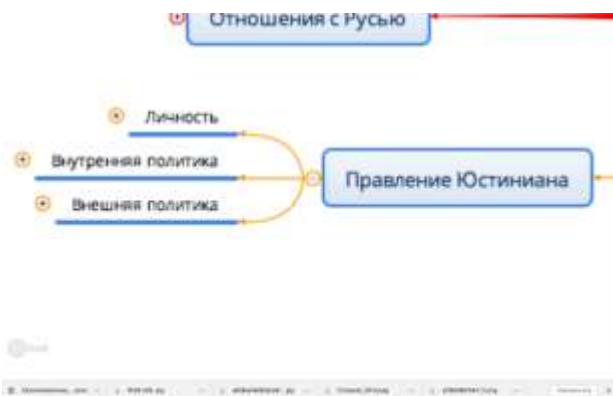 Отношения с Русью
Личность
Внутренняя политика
Внешняя политика
Правление Юстиниана